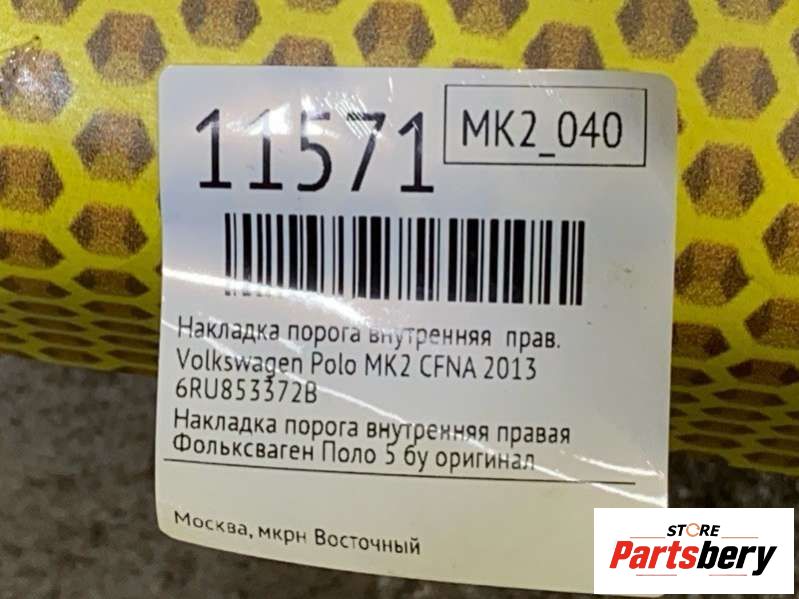 11571
MK2_040
Накладка порога внутренняя прав.
Volkswagen Polo MK2 CFNA 2013
6RU853372B
Накладка порога внутренняя правая
Фольксваген Поло 5 бу оригинал
Москва, мкрн Восточный
STORE
Partsbery